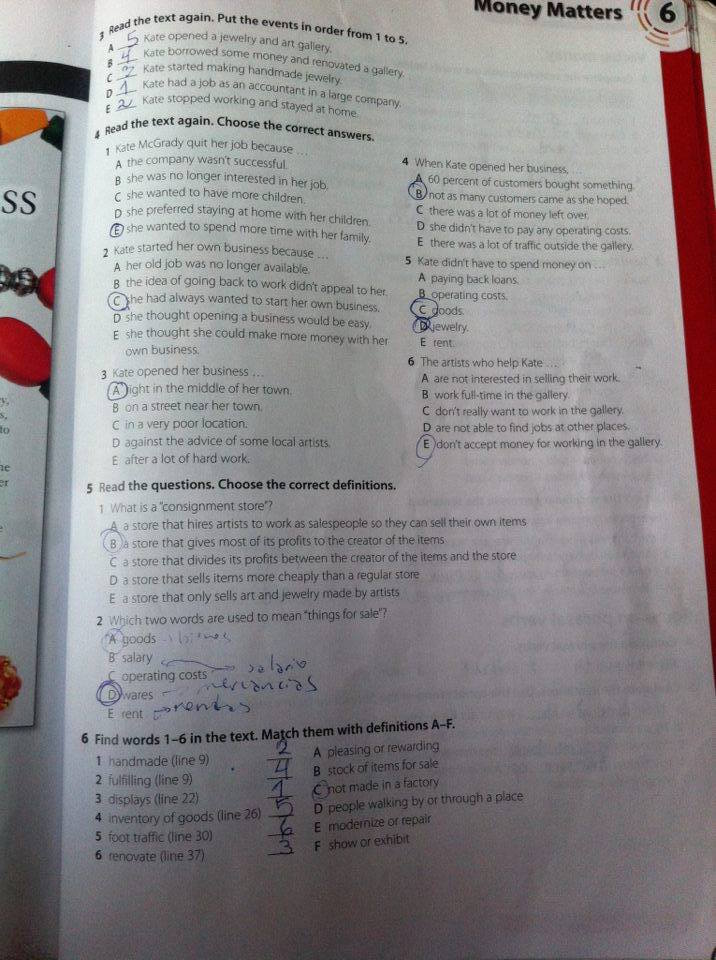 Money Matters 6
3 Read the text again. Put the events in order from 1 to 5.
A 5 Kate opened a jewelry and art gallery.
B 4 Kate borrowed some money and renovated a gallery.
C 3 Kate started making handmade jewelry.
D 1 Kate had a job as an accountant in a large company.
E 2 Kate stopped working and stayed at home.
4 Read the text again. Choose the correct answers.
1 Kate McGrady quit her job because …
A the company wasn't successful.
B she was no longer interested in her job.
C she wanted to have more children.
D she preferred staying at home with her children.
E she wanted to spend more time with her family.
2 Kate started her own business because …
A her old job was no longer available.
B the idea of going back to work didn't appeal to her.
C she had always wanted to start her own business.
D she thought opening a business would be easy.
E she thought she could make more money with her
own business.
3 Kate opened her business …
A right in the middle of her town.
B on a street near her town.
C in a very poor location.
D against the advice of some local artists.
E after a lot of hard work.
4 When Kate opened her business, …
A 60 percent of customers bought something.
B not as many customers came as she hoped.
C there was a lot of money left over.
D she didn't have to pay any operating costs.
E there was a lot of traffic outside the gallery.
5 Kate didn't have to spend money on …
A paying back loans.
B operating costs.
C goods.
D jewelry.
E rent.
6 The artists who help Kate …
A are not interested in selling their work.
B work full-time in the gallery.
C don't really want to work in the gallery.
D are not able to find jobs at other places.
E don't accept money for working in the gallery.
5 Read the questions. Choose the correct definitions.
1 What is a "consignment store"?
A a store that hires artists to work as salespeople so they can sell their own items
B a store that gives most of its profits to the creator of the items
C a store that divides its profits between the creator of the items and the store
D a store that sells items more cheaply than a regular store
E a store that only sells art and jewelry made by artists
2 Which two words are used to mean "things for sale"?
A goods bienes
B salary salario
C operating costs
D wares mercancias
E rent rentas
6 Find words 1–6 in the text. Match them with definitions A–F.
1 handmade (line 9) 2 A pleasing or rewarding
2 fulfilling (line 9) 4 B stock of items for sale
3 displays (line 22) 1 C not made in a factory
4 inventory of goods (line 26) 5 D people walking by or through a place
5 foot traffic (line 30) 6 E modernize or repair
6 renovate (line 37) 3 F show or exhibit
SS